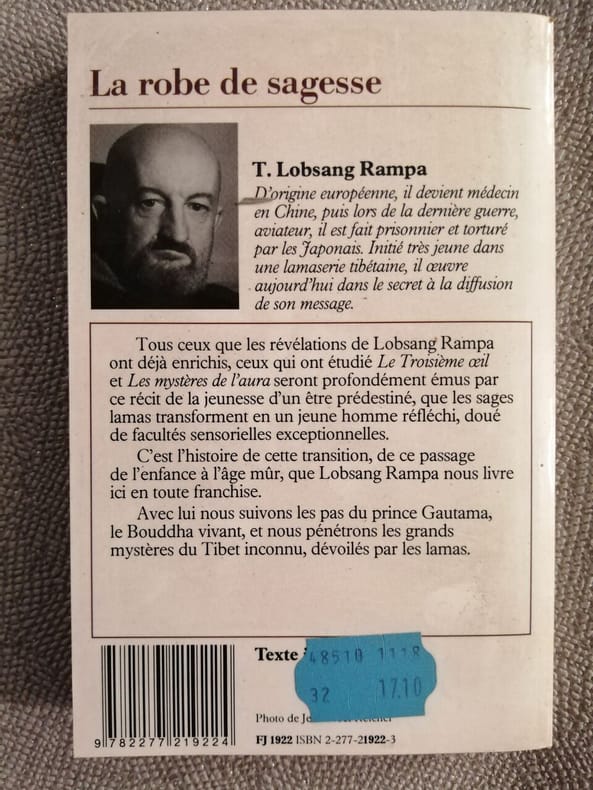 La robe de sagesse
T. Lobsang Rampa
D'origine européenne, il devient médecin
en Chine, puis lors de la dernière guerre,
aviateur, il est fait prisonnier et torturé
par les Japonais. Initié très jeune dans
une lamaserie tibétaine, il œuvre
aujourd'hui dans le secret à la diffusion
de son message.
Tous ceux que les révélations de Lobsang Rampa
ont déjà enrichis, ceux qui ont étudié Le Troisième œil
et Les mystères de l'aura seront profondément émus par
ce récit de la jeunesse d'un être prédestiné, que les sages
lamas transforment en un jeune homme réfléchi, doué
de facultés sensorielles exceptionnelles.
C'est l'histoire de cette transition, de ce passage
de l'enfance à l'âge mûr, que Lobsang Rampa nous livre
ici en toute franchise.
Avec lui nous suivons les pas du prince Gautama,
le Bouddha vivant, et nous pénétrons les grands
mystères du Tibet inconnu, dévoilés par les lamas.
Texte
48510 1118
32 17.10
Photo de
9 782277 219224
FJ 1922 ISBN 2-277-21922-3